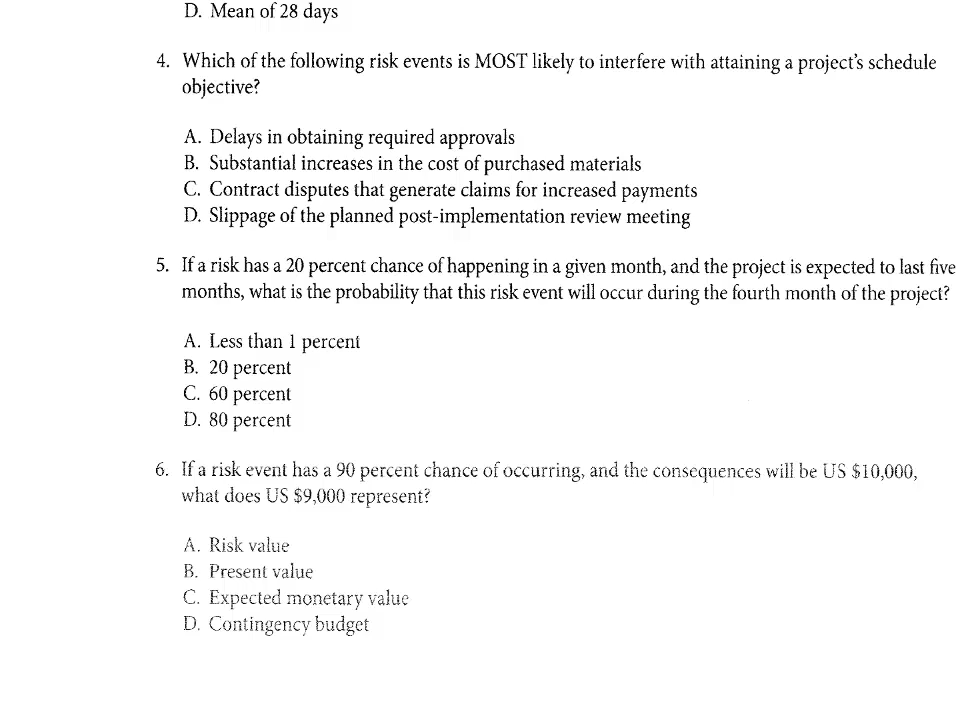 D. Mean of 28 days
4. Which of the following risk events is MOST likely to interfere with attaining a project's schedule
objective?
A. Delays in obtaining required approvals
B. Substantial increases in the cost of purchased materials
C. Contract disputes that generate claims for increased payments
D. Slippage of the planned post-implementation review meeting
5. If a risk has a 20 percent chance of happening in a given month, and the project is expected to last five
months, what is the probability that this risk event will occur during the fourth month of the project?
A. Less than 1 percent
B. 20 percent
C. 60 percent
D. 80 percent
6. If a risk event has a 90 percent chance of occurring, and the consequences will be US $10,000,
what does US $9,000 represent?
A. Risk value
B. Present value
C. Expected monetary value
D. Contingency budget